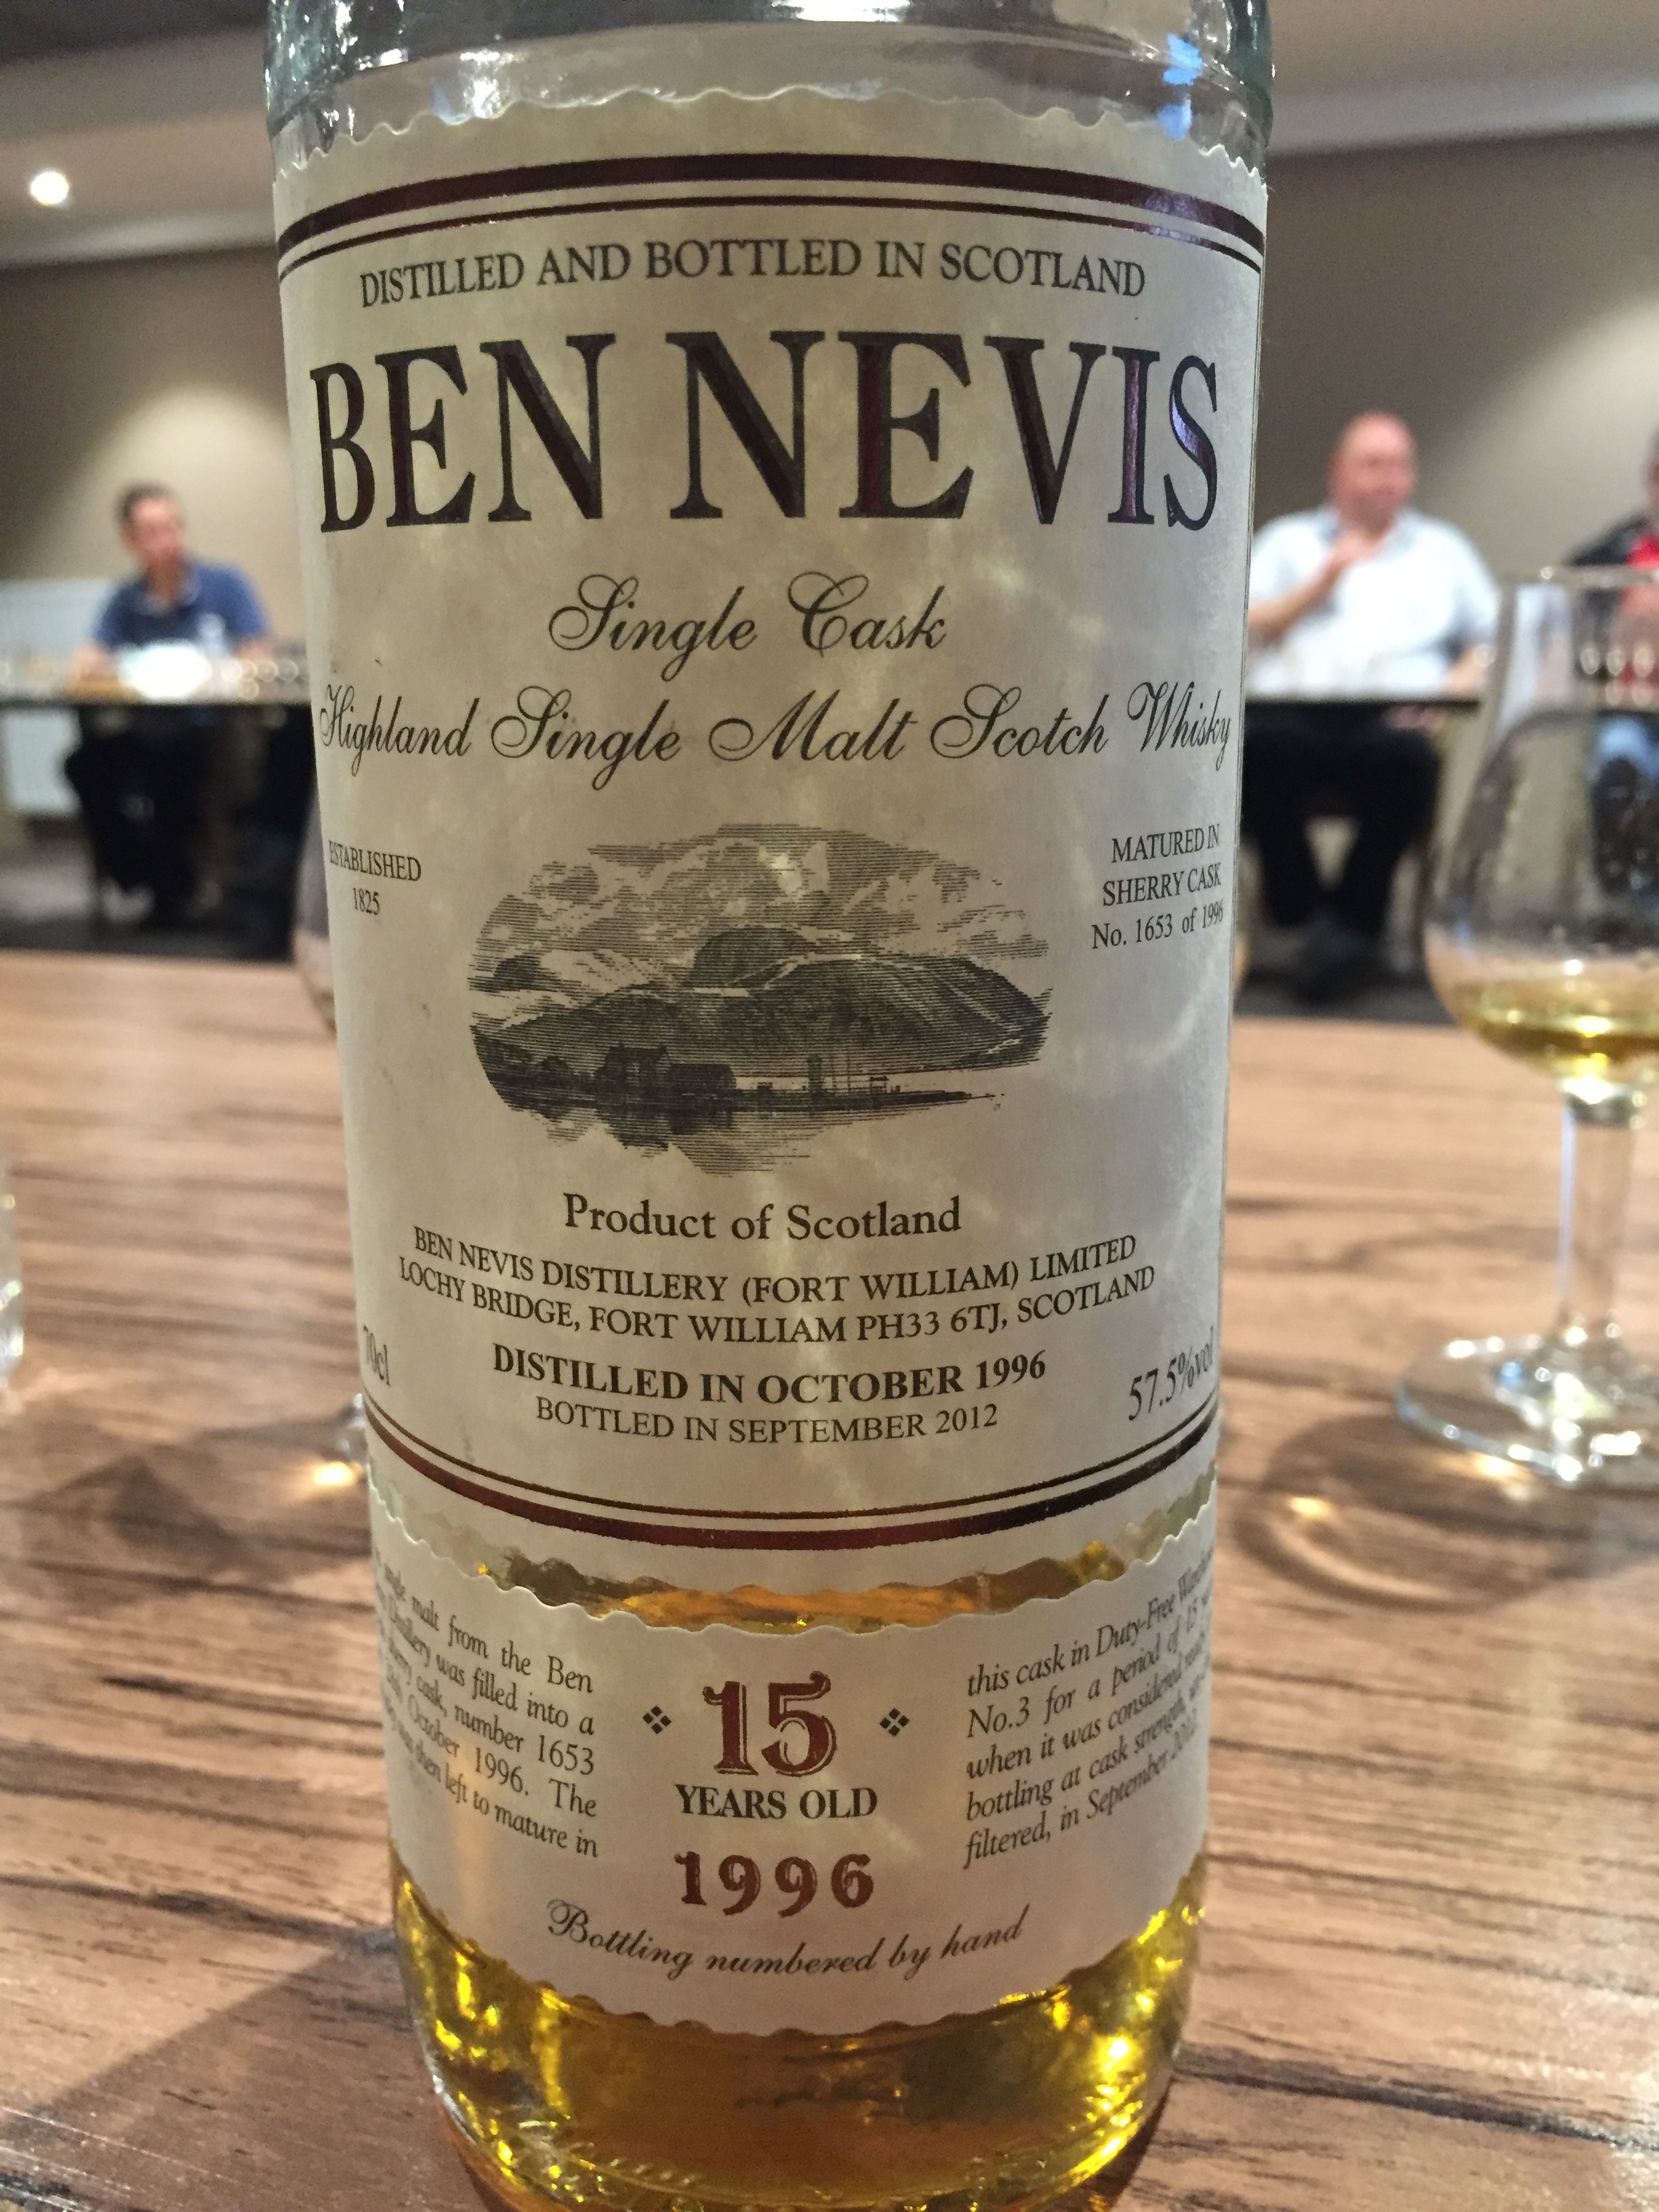 DISTILLED AND BOTTLED IN SCOTLAND
BEN NEVIS
Single Cask
Highland Single Malt Scotch Whisky
ESTABLISHED
1825
MATURED IN
SHERRY CASK
No. 1653 of 1996
Product of Scotland
BEN NEVIS DISTILLERY (FORT WILLIAM) LIMITED
LOCHY BRIDGE, FORT WILLIAM PH33 6TJ, SCOTLAND
70cl
DISTILLED IN OCTOBER 1996
BOTTLED IN SEPTEMBER 2012
57.5%vol
malt from the Ben
Distillery was filled into a
sherry cask, number 1653
October 1996. The
then left to mature in
15
YEARS OLD
1996
this cask in Duty-Free
No.3 for a period of 15
when it was considered
bottling at cask strength,
filtered, in September 2012
Bottling numbered by hand